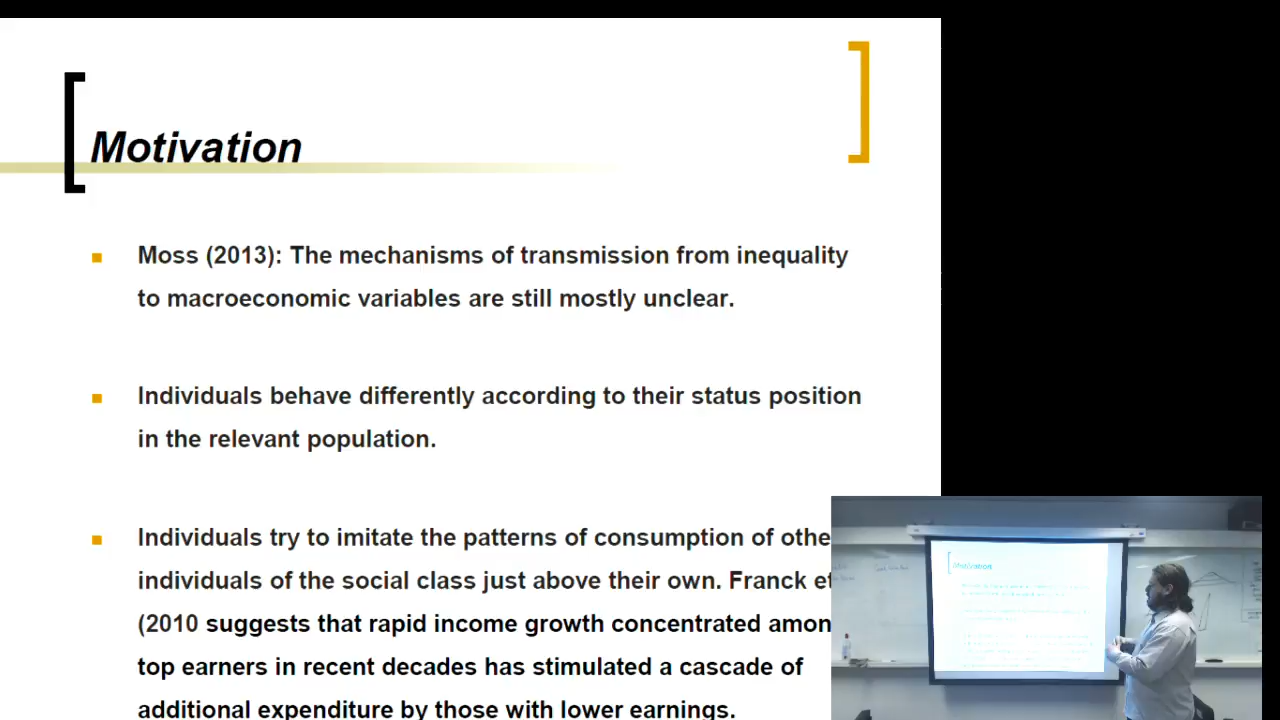 Motivation
Moss (2013): The mechanisms of transmission from inequality
to macroeconomic variables are still mostly unclear.
Individuals behave differently according to their status position
in the relevant population.
Individuals try to imitate the patterns of consumption of othe
individuals of the social class just above their own. Franck et
(2010 suggests that rapid income growth concentrated amon
top earners in recent decades has stimulated a cascade of
additional expenditure by those with lower earnings.
Motivation